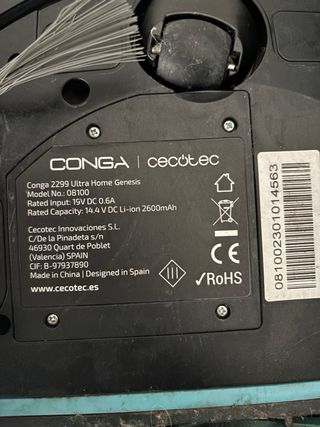 CONGA | cecotec
Conga 2299 Ultra Home Genesis
Model No.: 08100
Rated Input: 19V DC 0.6A
Rated Capacity: 14.4 V DC Li-ion 2600mAh
Cecotec Innovaciones S.L.
C/De la Pinadeta s/n
46930 Quart de Poblet
(Valencia) SPAIN
CIF: B-97937890
Made in China | Designed in Spain
www.cecotec.es
CE
III
✓RoHS
081002301014563